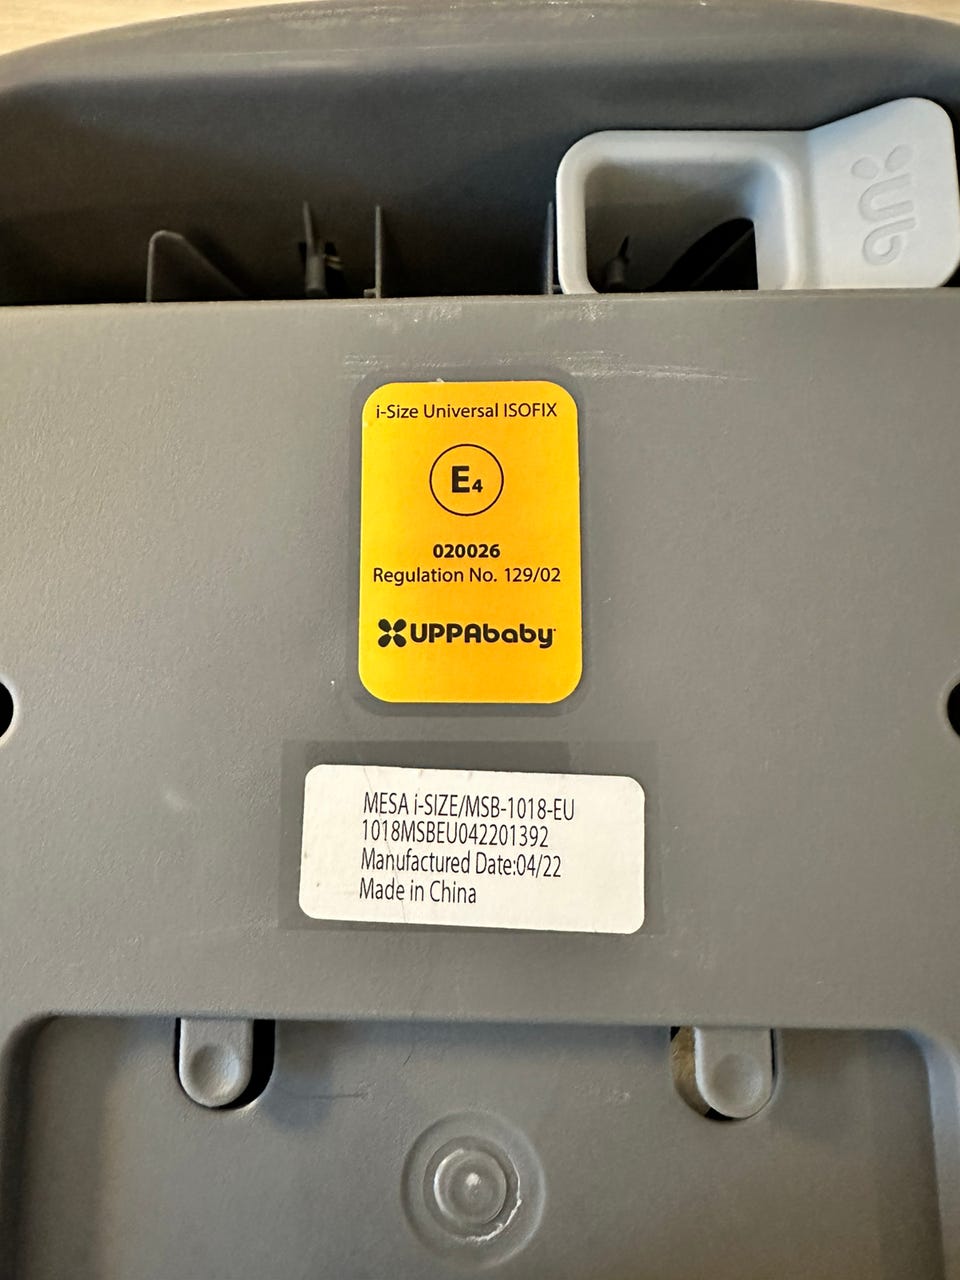 i-Size Universal ISOFIX
E4
020026
Regulation No. 129/02
UPPAbaby
MESA i-SIZE/MSB-1018-EU
1018MSBEU042201392
Manufactured Date:04/22
Made in China